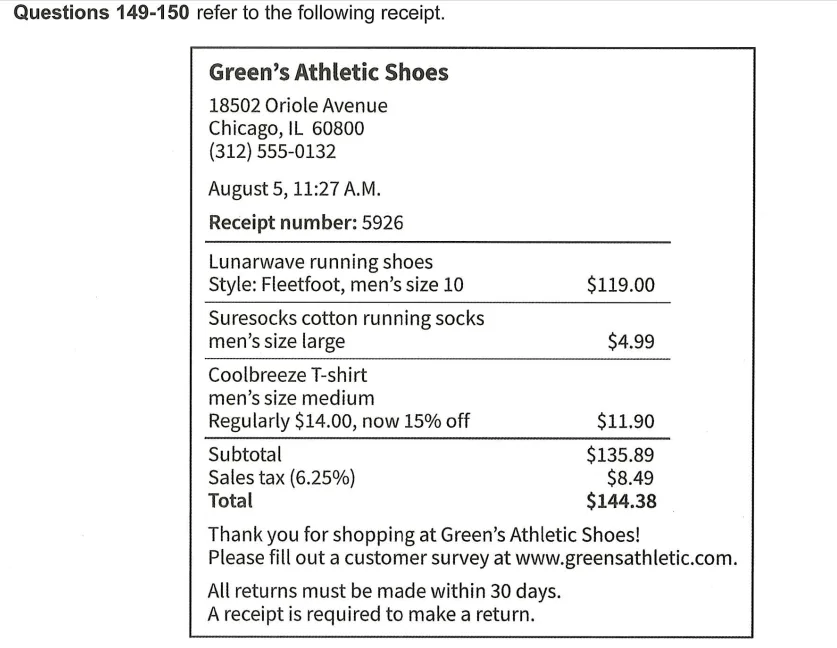 Questions 149-150 refer to the following receipt.
Green's Athletic Shoes
18502 Oriole Avenue
Chicago, IL 60800
(312) 555-0132
August 5, 11:27 A.M.
Receipt number: 5926
Lunarwave running shoes
Style: Fleetfoot, men's size 10 $119.00
Suresocks cotton running socks
men's size large $4.99
Coolbreeze T-shirt
men's size medium
Regularly $14.00, now 15% off $11.90
Subtotal $135.89
Sales tax (6.25%) $8.49
Total $144.38
Thank you for shopping at Green's Athletic Shoes!
Please fill out a customer survey at www.greensathletic.com.
All returns must be made within 30 days.
A receipt is required to make a return.